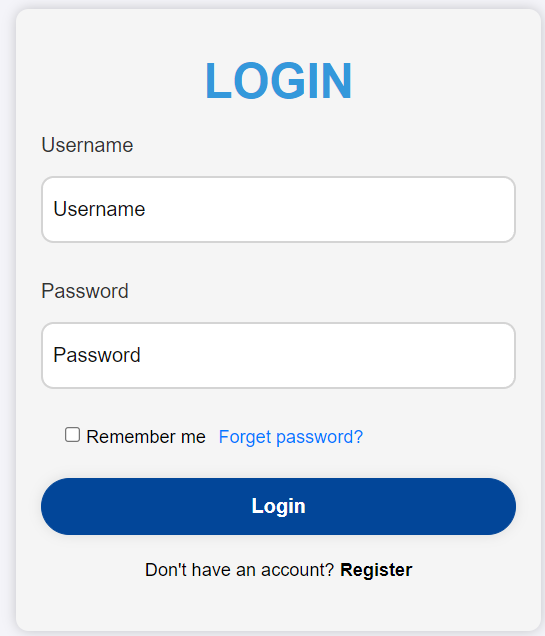 LOGIN
Username
Username
Password
Password
Remember me Forget password?
Login
Don't have an account? Register